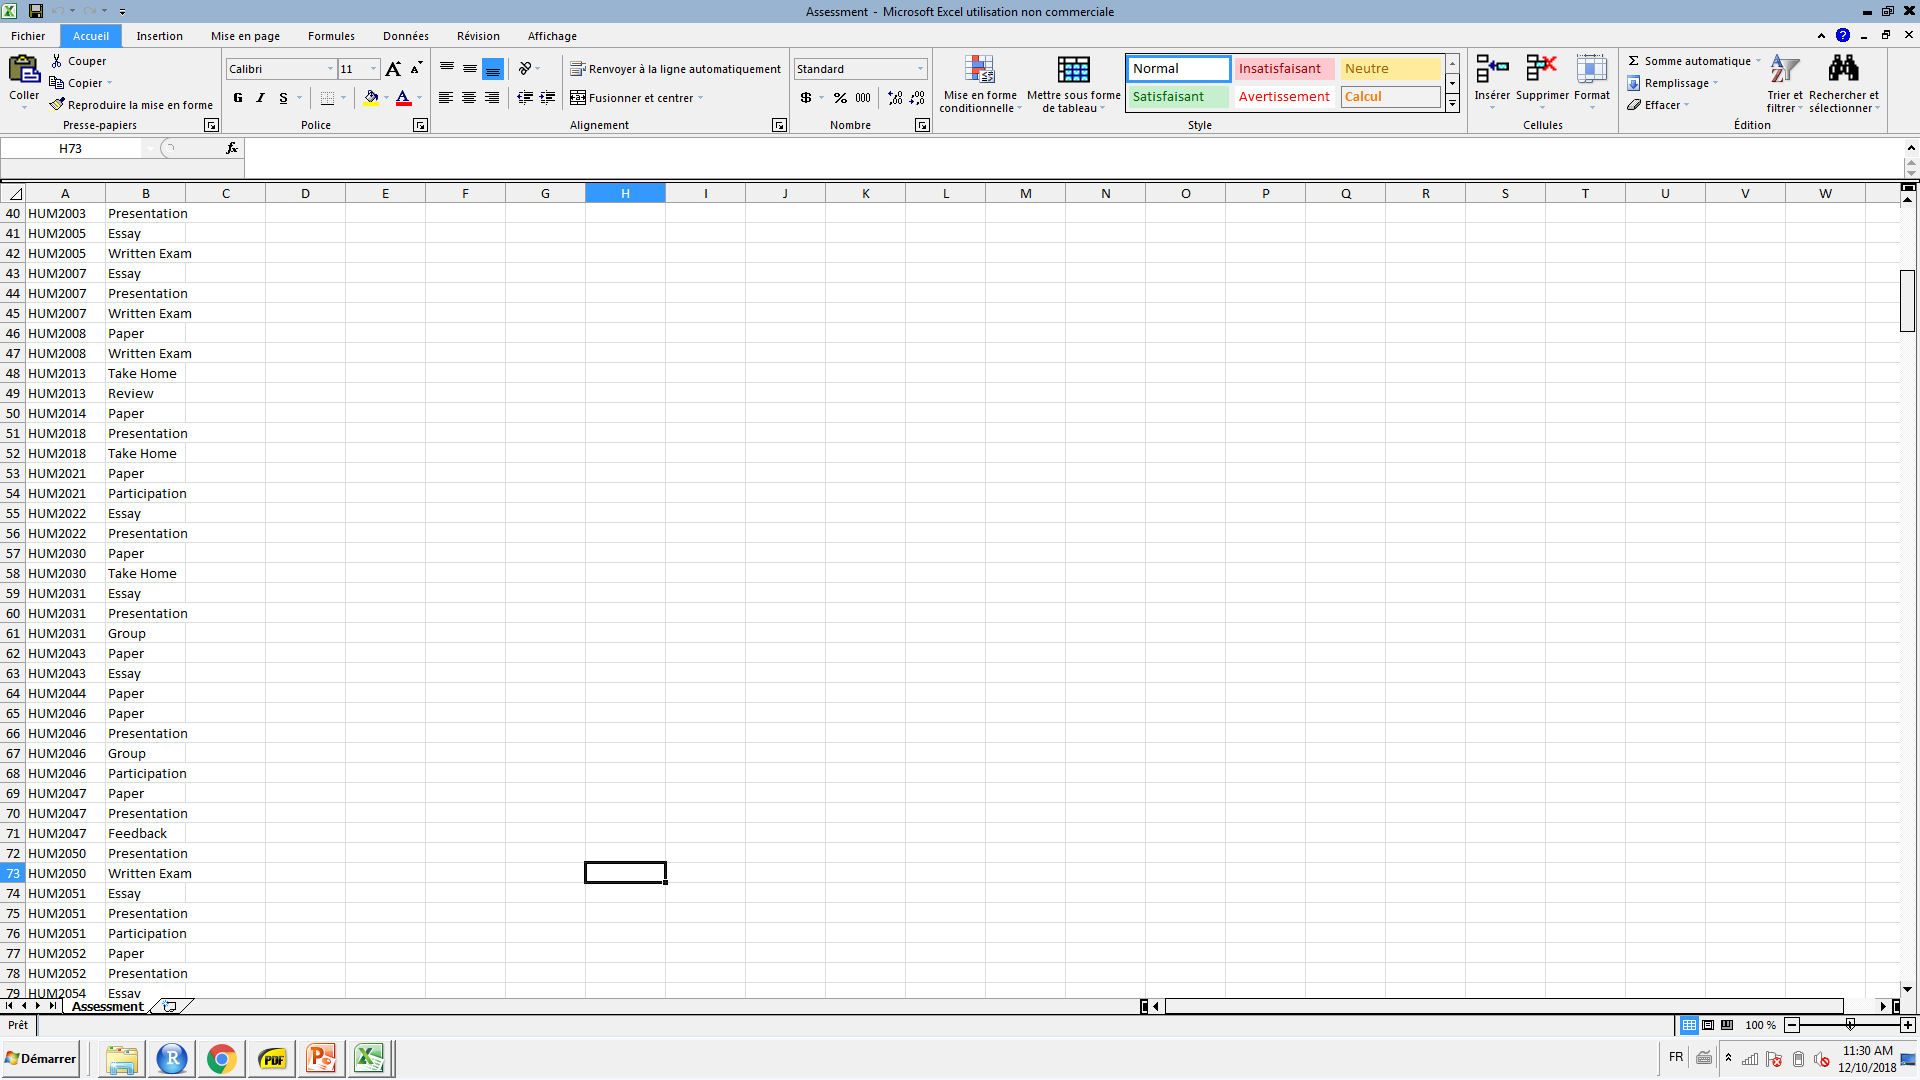 Assessment - Microsoft Excel utilisation non commerciale
Fichier Accueil Insertion Mise en page Formules Données Révision Affichage
Coller
Couper
Copier
Reproduire la mise en forme
Presse-papiers
Calibri 11
G I S A
Police
Renvoyer à la ligne automatiquement
Fusionner et centrer
Alignement
Standard
$ % 000
Nombre
Mise en forme conditionnelle
Mettre sous forme de tableau
Normal Insatisfaisant Neutre
Satisfaisant Avertissement Calcul
Style
Insérer Supprimer Format
Cellules
Σ Somme automatique
Remplissage
Effacer
Trier et filtrer
Rechercher et sélectionner
Édition
H73 fx
A B C D E F G H I J K L M N O P Q R S T U V W
40 HUM2003 Presentation
41 HUM2005 Essay
42 HUM2005 Written Exam
43 HUM2007 Essay
44 HUM2007 Presentation
45 HUM2007 Written Exam
46 HUM2008 Paper
47 HUM2008 Written Exam
48 HUM2013 Take Home
49 HUM2013 Review
50 HUM2014 Paper
51 HUM2018 Presentation
52 HUM2018 Take Home
53 HUM2021 Paper
54 HUM2021 Participation
55 HUM2022 Essay
56 HUM2022 Presentation
57 HUM2030 Paper
58 HUM2030 Take Home
59 HUM2031 Essay
60 HUM2031 Presentation
61 HUM2031 Group
62 HUM2043 Paper
63 HUM2043 Essay
64 HUM2044 Paper
65 HUM2046 Paper
66 HUM2046 Presentation
67 HUM2046 Group
68 HUM2046 Participation
69 HUM2047 Paper
70 HUM2047 Presentation
71 HUM2047 Feedback
72 HUM2050 Presentation
73 HUM2050 Written Exam
74 HUM2051 Essay
75 HUM2051 Presentation
76 HUM2051 Participation
77 HUM2052 Paper
78 HUM2052 Presentation
79 HUM2054 Essay
Assessment
Prêt 100 %
Démarrer R PDF FR 11:30 AM
12/10/2018